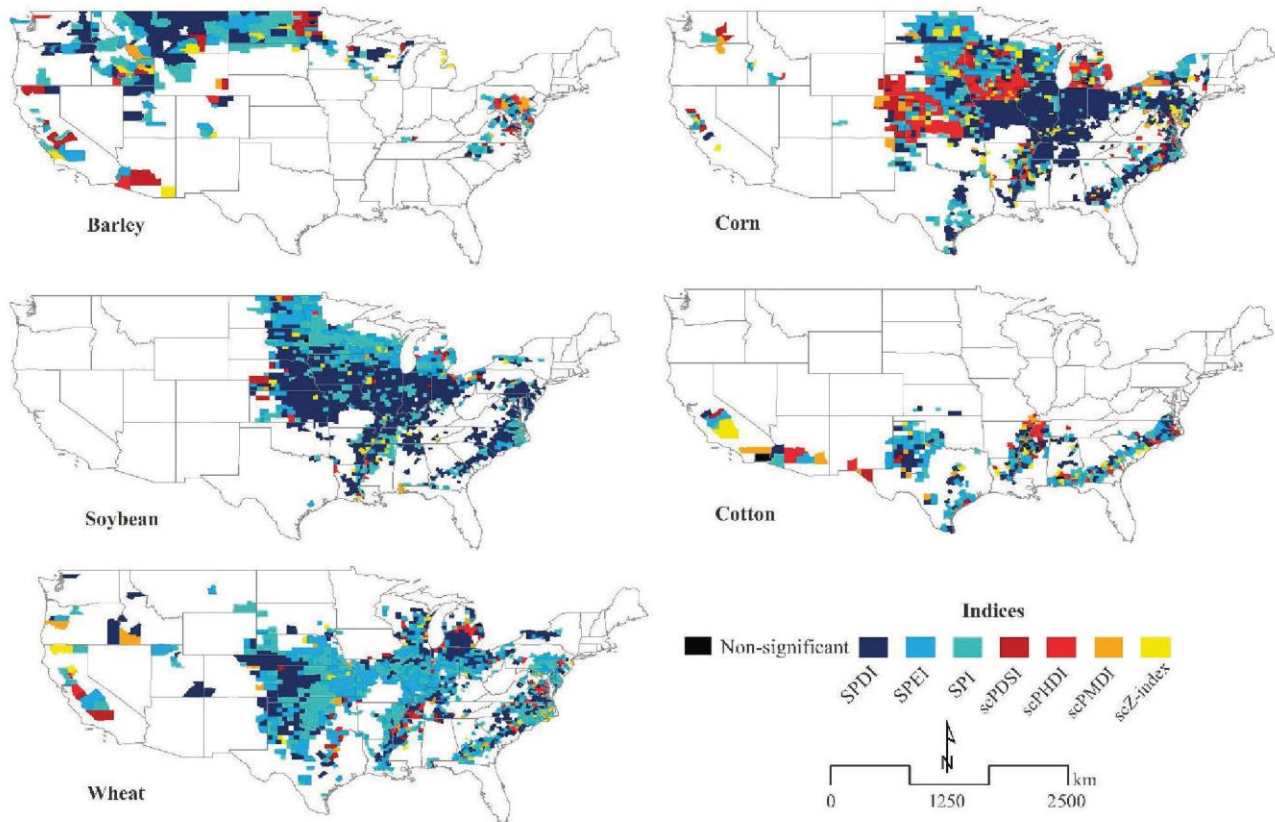 Barley
Corn
Soybean
Cotton
Wheat
Indices
Non-significant
SPDI
SPEI
SPI
scPDSI
scPHDI
scPMDI
scZ-index
N
km
0 1250 2500